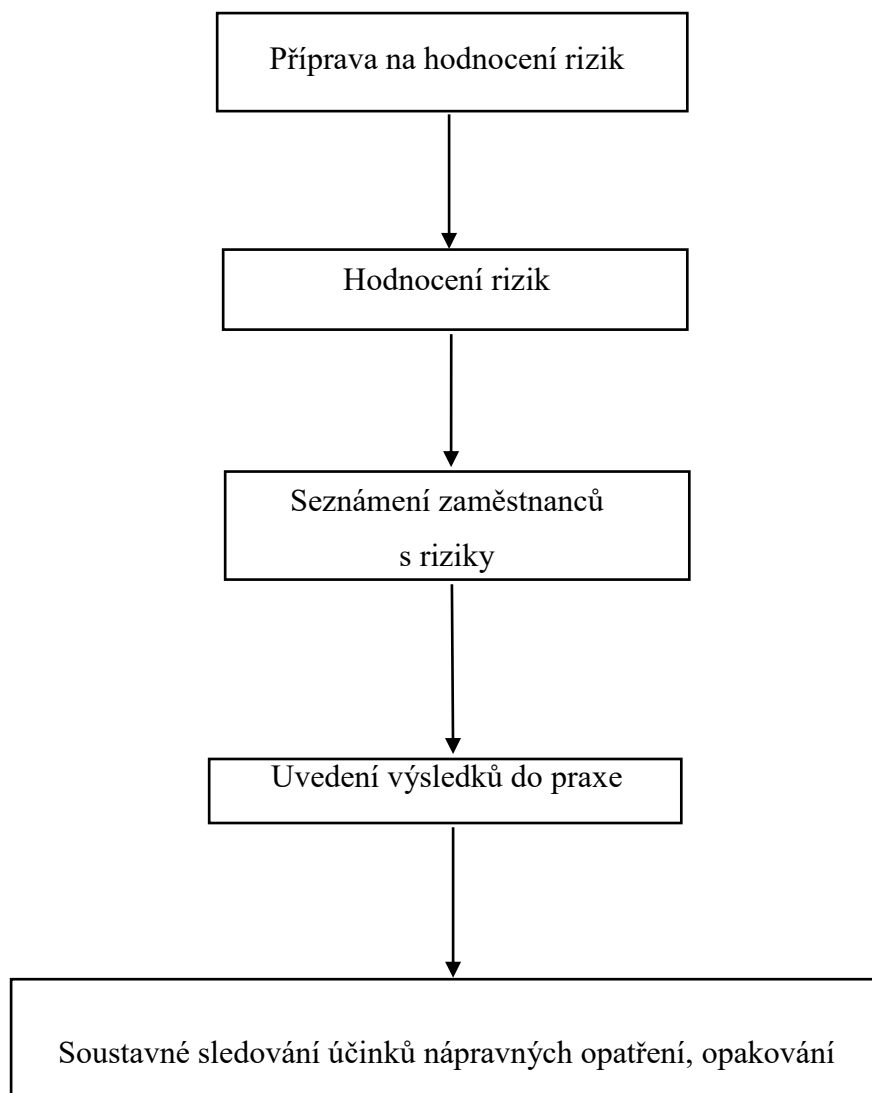 Příprava na hodnocení rizik
Hodnocení rizik
Seznámení zaměstnanců
s riziky
Uvedení výsledků do praxe
Soustavné sledování účinků nápravných opatření, opakování